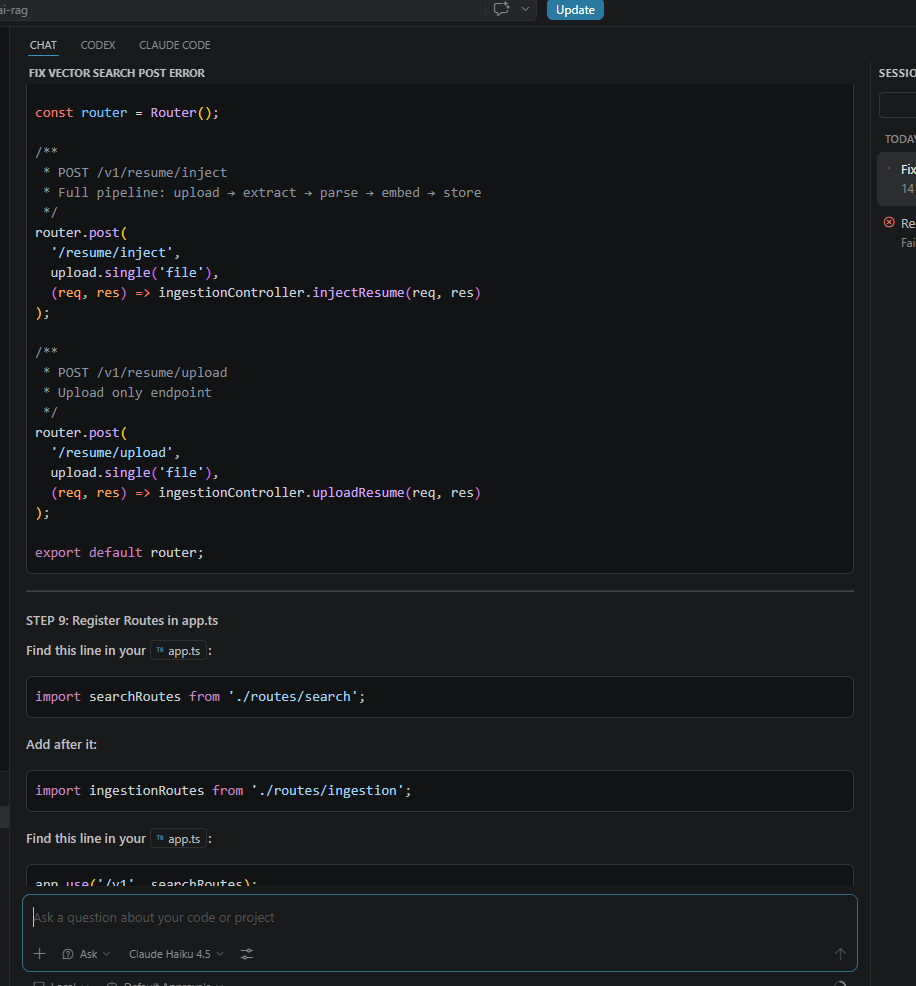 ai-rag
Update
CHAT CODEX CLAUDE CODE
FIX VECTOR SEARCH POST ERROR
SESSIO
const router = Router();
TODAY
/**
* POST /v1/resume/inject
* Full pipeline: upload → extract → parse → embed → store
*/
Fix
14
router.post(
'/resume/inject',
upload.single('file'),
(req, res) => ingestionController.injectResume(req, res)
);
Re
Fai
/**
* POST /v1/resume/upload
* Upload only endpoint
*/
router.post(
'/resume/upload',
upload.single('file'),
(req, res) => ingestionController.uploadResume(req, res)
);
export default router;
STEP 9: Register Routes in app.ts
Find this line in your TS app.ts :
import searchRoutes from './routes/search';
Add after it:
import ingestionRoutes from './routes/ingestion';
Find this line in your TS app.ts :
app.use('/v1', searchRoutes);
Ask a question about your code or project
Ask Claude Haiku 4.5
Local Default Approvals